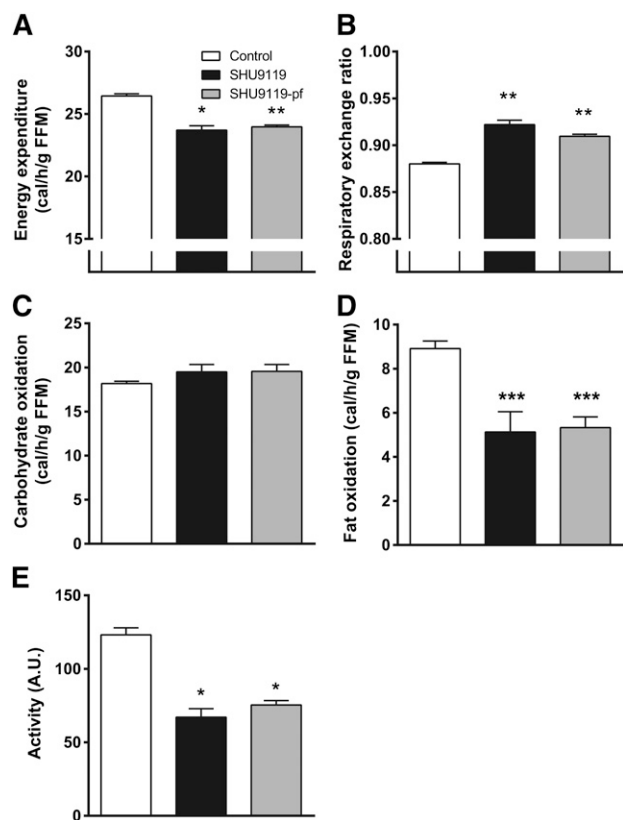 A
Energy expenditure
(cal/h/g FFM)
30
25
20
15
Control
SHU9119
SHU9119-pf
*
**
B
Respiratory exchange ratio
1.00
0.95
0.90
0.85
0.80
**
**
C
Carbohydrate oxidation
(cal/h/g FFM)
25
20
15
10
5
0
D
Fat oxidation (cal/h/g FFM)
10
8
6
4
2
0
***
***
E
Activity (A.U.)
150
100
50
0
*
*